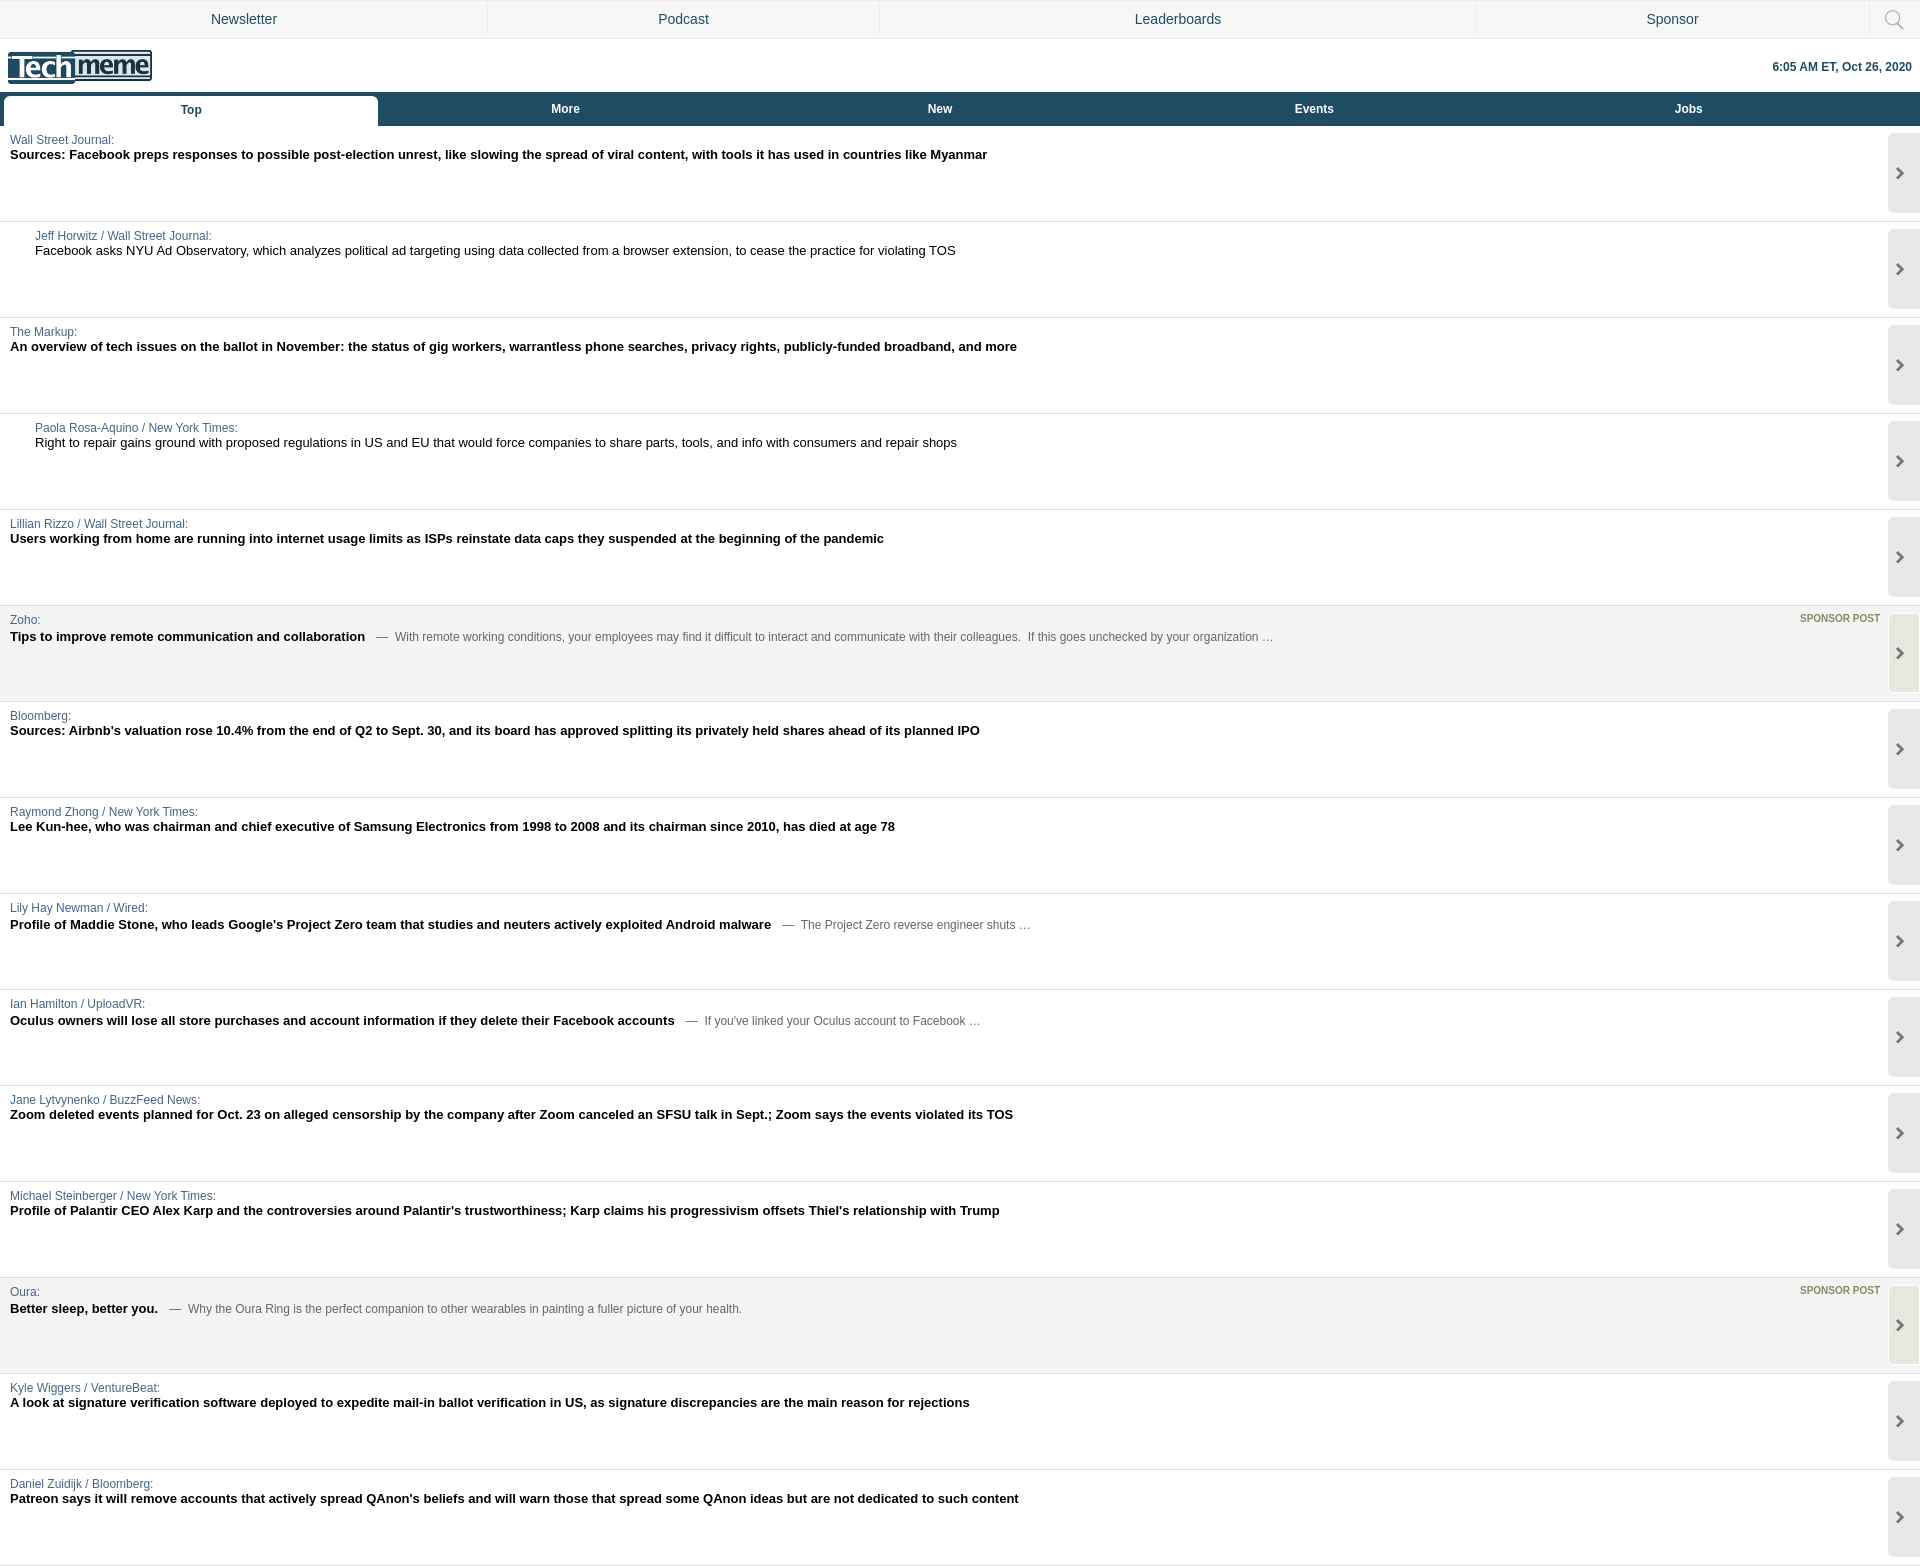 Newsletter
Podcast
Leaderboards
Sponsor
Techmeme
6:05 AM ET, Oct 26, 2020
Top
More
New
Events
Jobs
Wall Street Journal:
Sources: Facebook preps responses to possible post-election unrest, like slowing the spread of viral content, with tools it has used in countries like Myanmar
Jeff Horwitz / Wall Street Journal:
Facebook asks NYU Ad Observatory, which analyzes political ad targeting using data collected from a browser extension, to cease the practice for violating TOS
The Markup:
An overview of tech issues on the ballot in November: the status of gig workers, warrantless phone searches, privacy rights, publicly-funded broadband, and more
Paola Rosa-Aquino / New York Times:
Right to repair gains ground with proposed regulations in US and EU that would force companies to share parts, tools, and info with consumers and repair shops
Lillian Rizzo / Wall Street Journal:
Users working from home are running into internet usage limits as ISPs reinstate data caps they suspended at the beginning of the pandemic
Zoho:
SPONSOR POST
Tips to improve remote communication and collaboration — With remote working conditions, your employees may find it difficult to interact and communicate with their colleagues. If this goes unchecked by your organization …
Bloomberg:
Sources: Airbnb's valuation rose 10.4% from the end of Q2 to Sept. 30, and its board has approved splitting its privately held shares ahead of its planned IPO
Raymond Zhong / New York Times:
Lee Kun-hee, who was chairman and chief executive of Samsung Electronics from 1998 to 2008 and its chairman since 2010, has died at age 78
Lily Hay Newman / Wired:
Profile of Maddie Stone, who leads Google's Project Zero team that studies and neuters actively exploited Android malware — The Project Zero reverse engineer shuts …
Ian Hamilton / UploadVR:
Oculus owners will lose all store purchases and account information if they delete their Facebook accounts — If you've linked your Oculus account to Facebook …
Jane Lytvynenko / BuzzFeed News:
Zoom deleted events planned for Oct. 23 on alleged censorship by the company after Zoom canceled an SFSU talk in Sept.; Zoom says the events violated its TOS
Michael Steinberger / New York Times:
Profile of Palantir CEO Alex Karp and the controversies around Palantir's trustworthiness; Karp claims his progressivism offsets Thiel's relationship with Trump
Oura:
SPONSOR POST
Better sleep, better you. — Why the Oura Ring is the perfect companion to other wearables in painting a fuller picture of your health.
Kyle Wiggers / VentureBeat:
A look at signature verification software deployed to expedite mail-in ballot verification in US, as signature discrepancies are the main reason for rejections
Daniel Zuidijk / Bloomberg:
Patreon says it will remove accounts that actively spread QAnon's beliefs and will warn those that spread some QAnon ideas but are not dedicated to such content